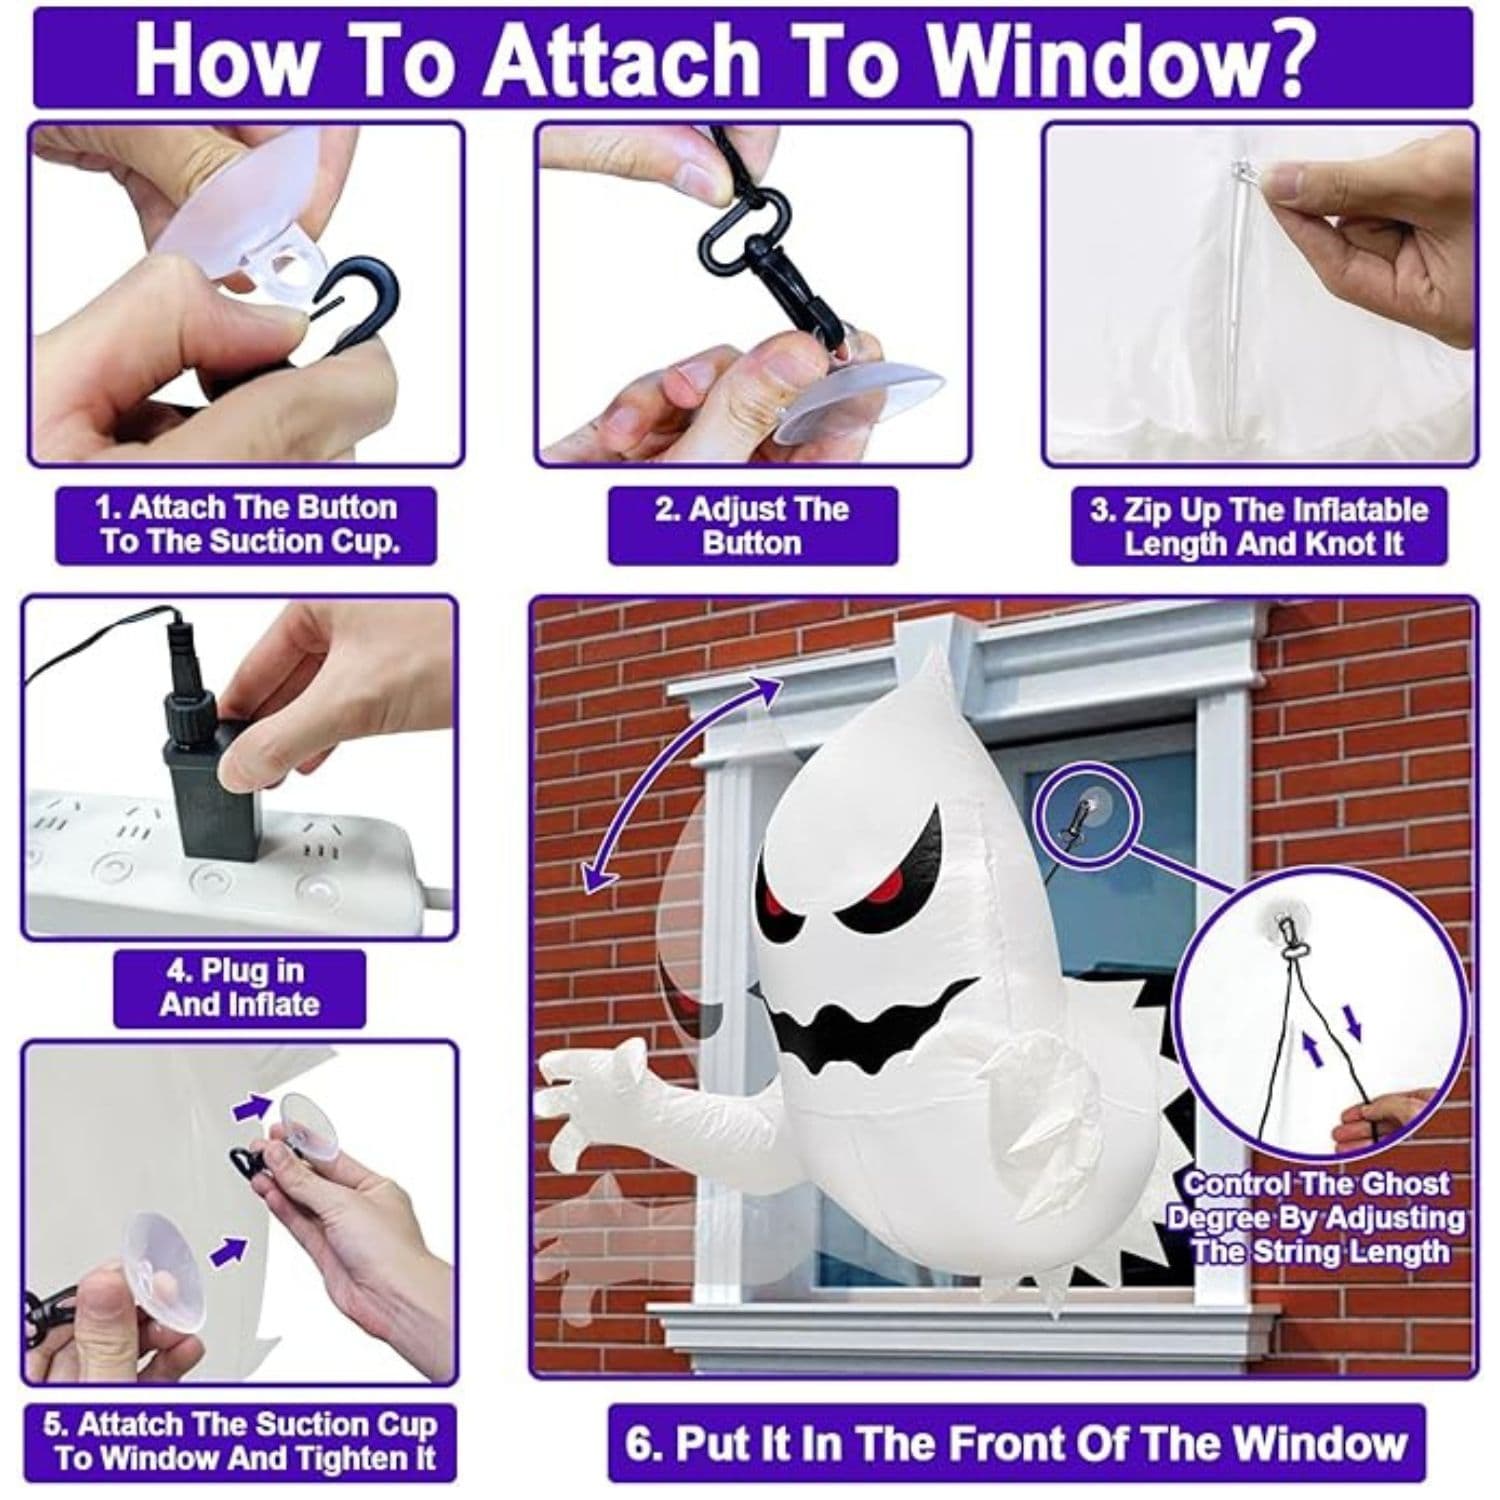 How To Attach To Window?
1. Attach The Button
To The Suction Cup.
2. Adjust The
Button
3. Zip Up The Inflatable
Length And Knot It
4. Plug in
And Inflate
5. Attatch The Suction Cup
To Window And Tighten It
Control The Ghost
Degree By Adjusting
The String Length
6. Put It In The Front Of The Window